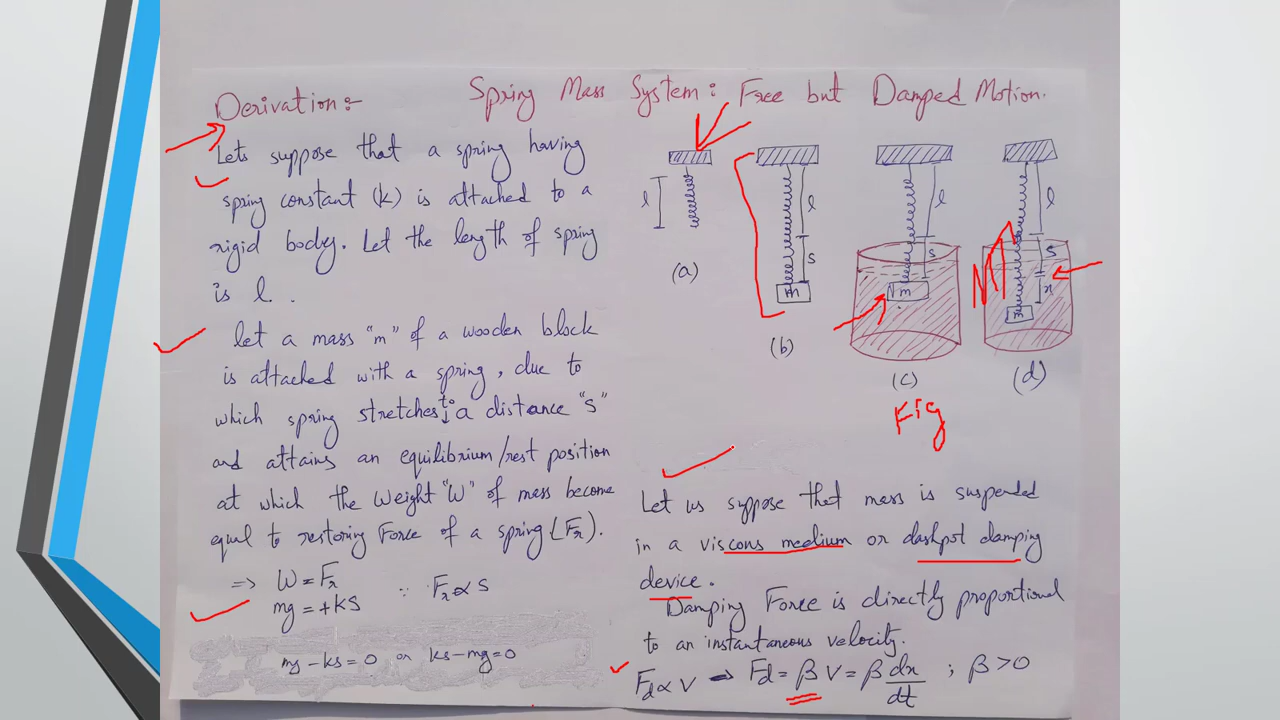 Spring Mass System: Free but Damped Motion.
Derivation:-
Lets suppose that a spring having
spring constant (k) is attached to a
rigid body. Let the length of spring
is l.
let a mass "m" of a wooden block
is attached with a spring, due to
which spring stretches to a distance "s"
and attains an equilibrium/rest position
at which the Weight "W" of mass become
equl to restoring Force of a spring (Fr).
=> W = Fr ∵ Fr ∝ s
mg = +ks
mg - ks = 0 or ks - mg = 0
l
(a)
l
s
m
(b)
l
s
m
(c)
l
s
x
m
(d)
Fig
Let us suppose that mass is suspended
in a viscous medium or dashpot damping
device.
Damping Force is directly proportional
to an instantaneous velocity.
Fd ∝ v → Fd = β v = β dx/dt ; β > 0